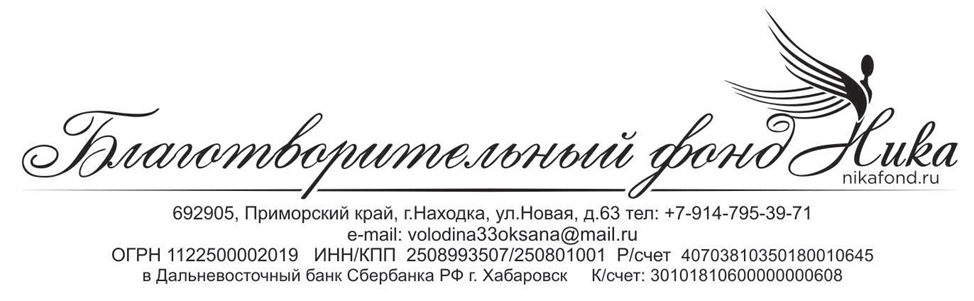 Благотворительный фонд Ника
nikafond.ru
692905, Приморский край, г.Находка, ул.Новая, д.63 тел: +7-914-795-39-71
e-mail: volodina33oksana@mail.ru
ОГРН 1122500002019 ИНН/КПП 2508993507/250801001 Р/счет 40703810350180010645
в Дальневосточный банк Сбербанка РФ г. Хабаровск К/счет: 30101810600000000608